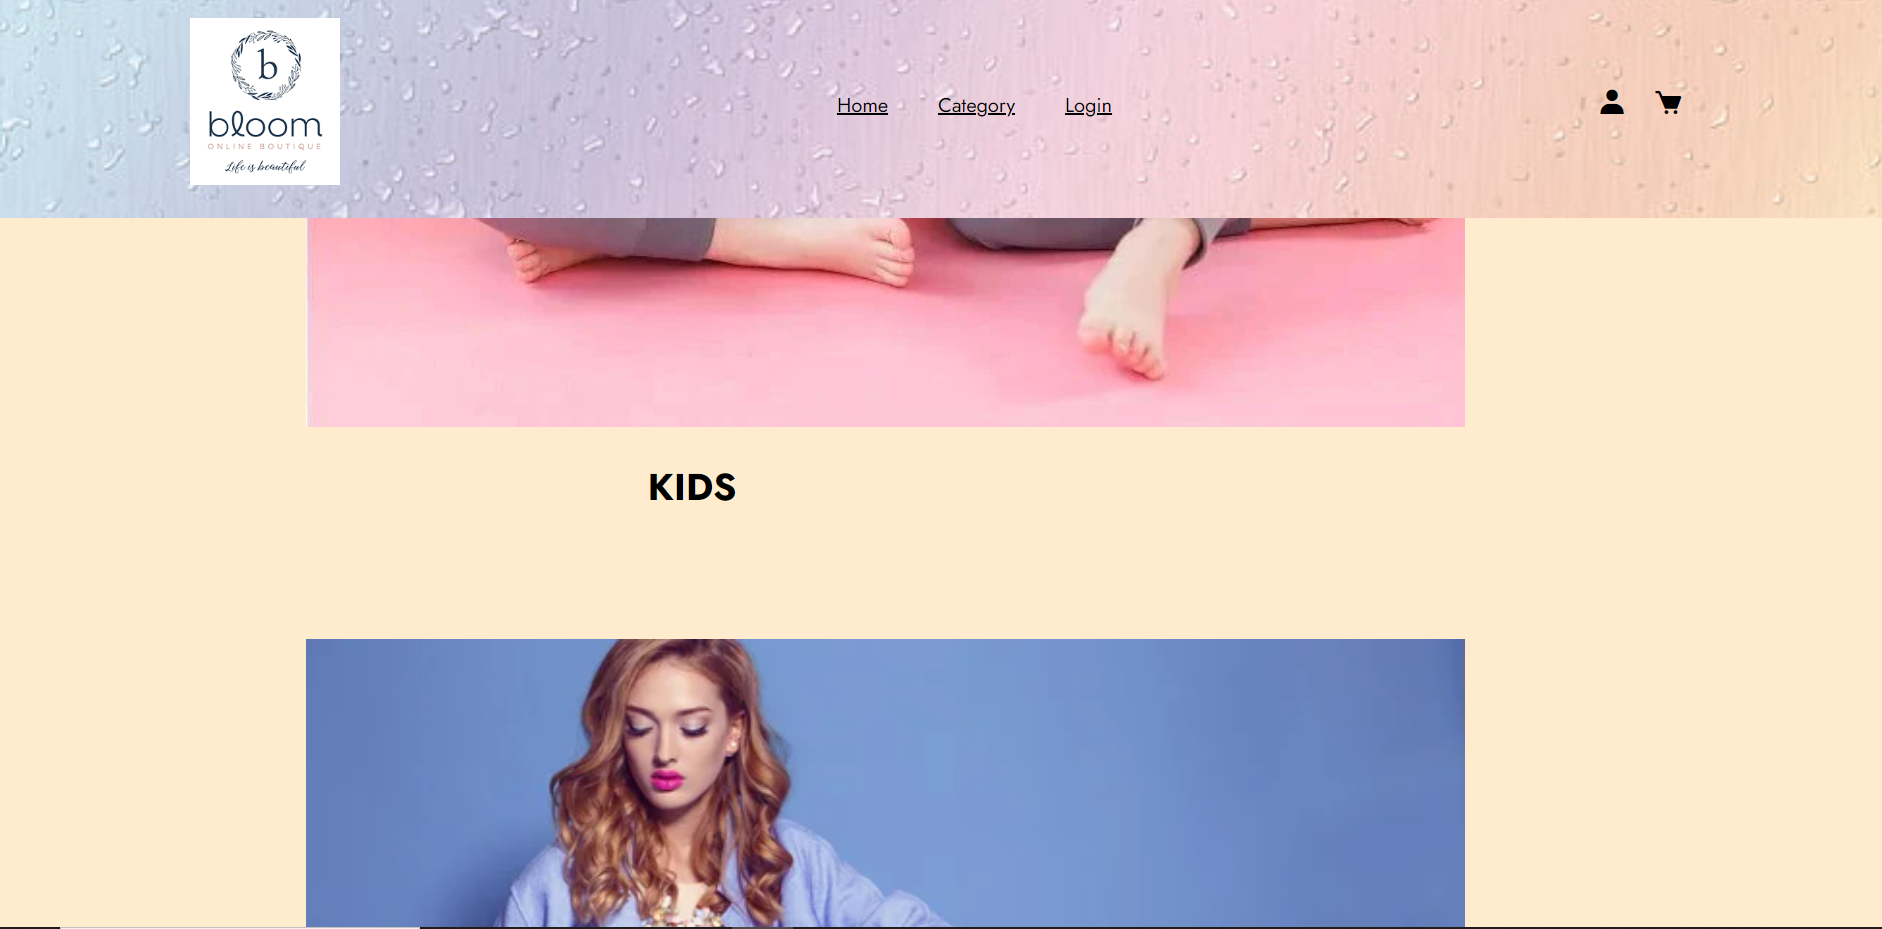 b
bloom
ONLINE BOUTIQUE
Life is beautiful
Home Category Login
KIDS